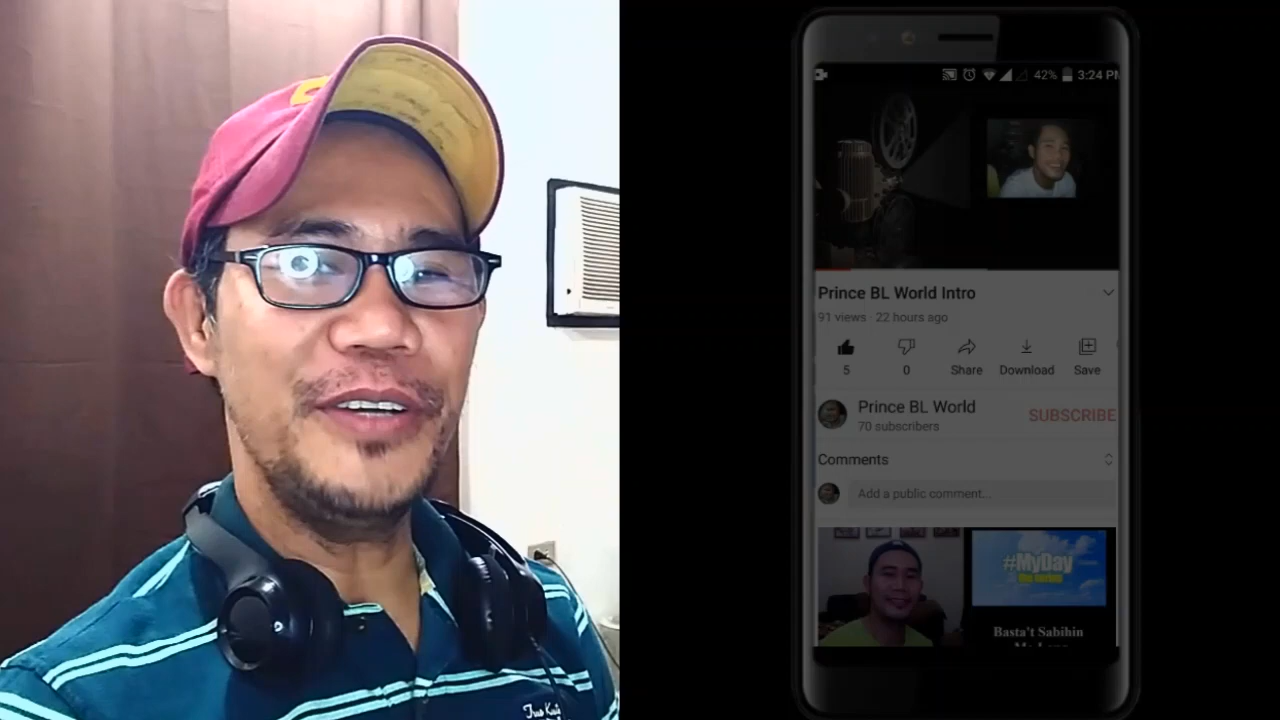 42%
3:24 PM
Prince BL World Intro
91 views · 22 hours ago
5
0
Share
Download
Save
Prince BL World
70 subscribers
SUBSCRIBE
Comments
Add a public comment...
#MyDay
Basta't Sabihin